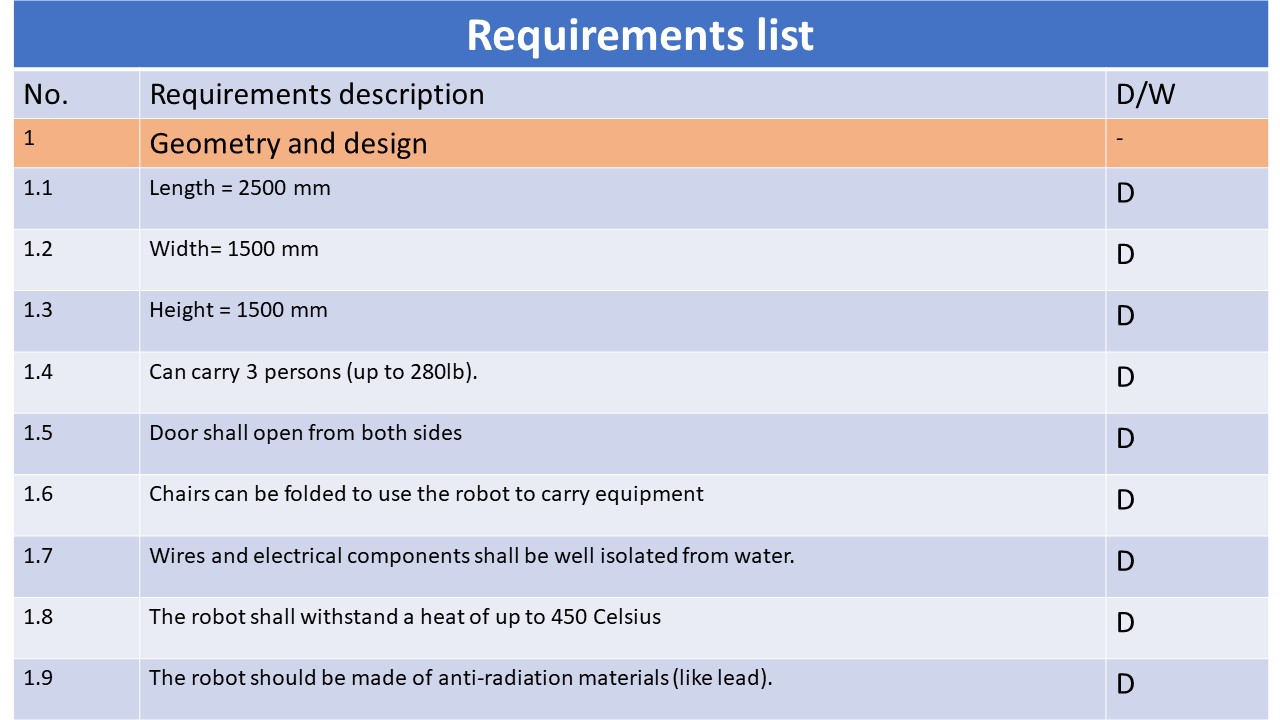 Requirements list
No. Requirements description D/W
1 Geometry and design -
1.1 Length = 2500 mm D
1.2 Width= 1500 mm D
1.3 Height = 1500 mm D
1.4 Can carry 3 persons (up to 280lb). D
1.5 Door shall open from both sides D
1.6 Chairs can be folded to use the robot to carry equipment D
1.7 Wires and electrical components shall be well isolated from water. D
1.8 The robot shall withstand a heat of up to 450 Celsius D
1.9 The robot should be made of anti-radiation materials (like lead). D